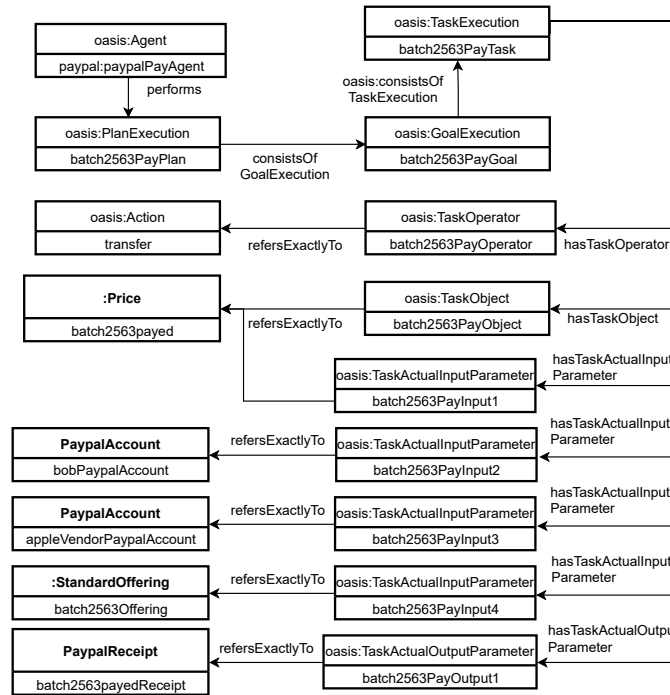 oasis:Agent
paypal:paypalPayAgent
performs
oasis:TaskExecution
batch2563PayTask
oasis:consistsOf
TaskExecution
oasis:PlanExecution
batch2563PayPlan
consistsOf
GoalExecution
oasis:GoalExecution
batch2563PayGoal
oasis:Action
transfer
refersExactlyTo
oasis:TaskOperator
batch2563PayOperator
hasTaskOperator
:Price
batch2563payed
refersExactlyTo
oasis:TaskObject
batch2563PayObject
hasTaskObject
oasis:TaskActualInputParameter
batch2563PayInput1
hasTaskActualInput
Parameter
PaypalAccount
bobPaypalAccount
refersExactlyTo
oasis:TaskActualInputParameter
batch2563PayInput2
hasTaskActualInput
Parameter
PaypalAccount
appleVendorPaypalAccount
refersExactlyTo
oasis:TaskActualInputParameter
batch2563PayInput3
hasTaskActualInput
Parameter
:StandardOffering
batch2563Offering
refersExactlyTo
oasis:TaskActualInputParameter
batch2563PayInput4
hasTaskActualInput
Parameter
PaypalReceipt
batch2563payedReceipt
refersExactlyTo
oasis:TaskActualOutputParameter
batch2563PayOutput1
hasTaskActualOutput
Parameter